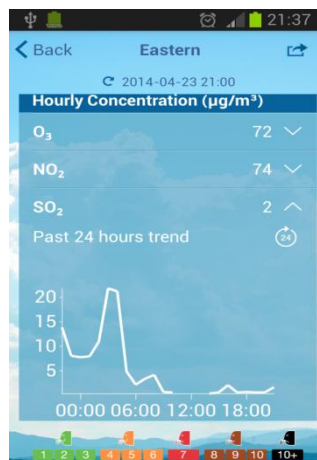 21:37
Back Eastern
2014-04-23 21:00
Hourly Concentration (µg/m³)
O₃ 72
NO₂ 74
SO₂ 2
Past 24 hours trend 24
20
15
10
5
00:00 06:00 12:00 18:00
1 2 3 4 5 6 7 8 9 10 10+